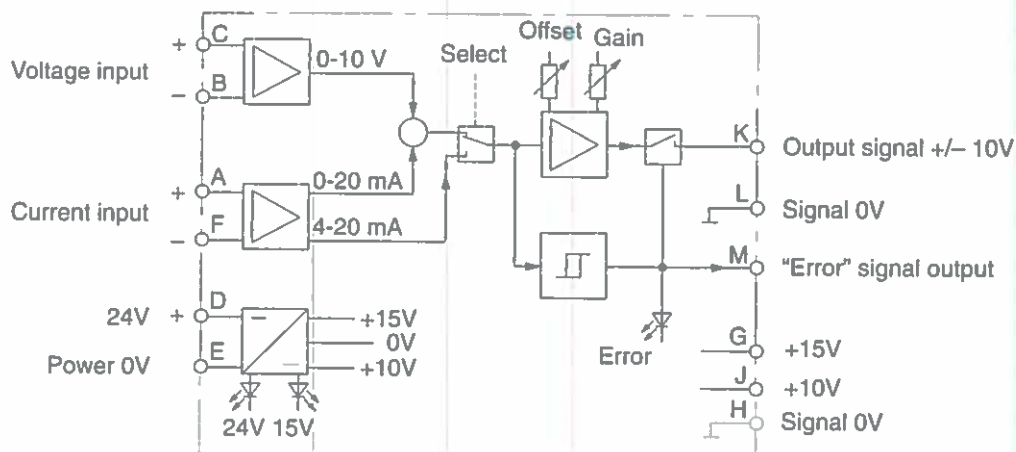 Offset Gain
Select
C
+
0-10 V
Voltage input
B
–
K
Output signal +/– 10V
A
+
0-20 mA
L
Signal 0V
Current input
F
–
4-20 mA
M
"Error" signal output
D
24V +
+15V
0V
E
Power 0V
+10V
Error
G
+15V
J
+10V
H
Signal 0V
24V 15V